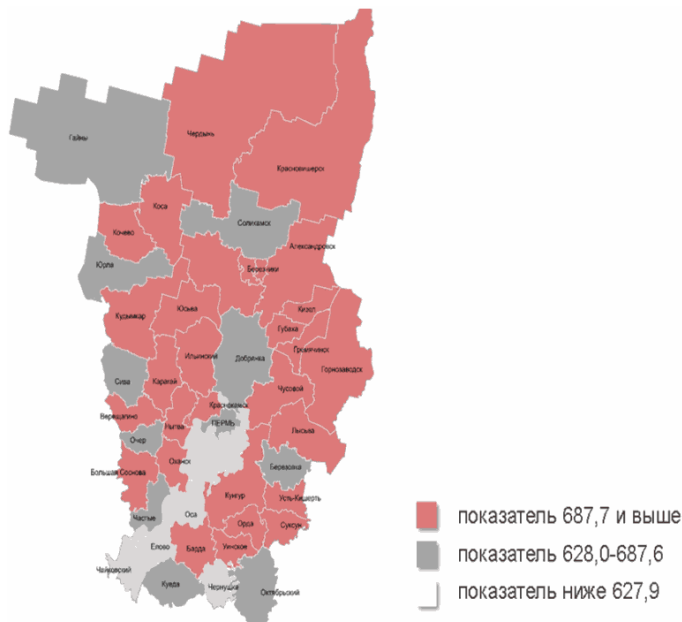 Гайны
Чердынь
Красновишерск
Коса
Соликамск
Кочево
Александровск
Юрла
Березники
Кизел
Юсьва
Кудымкар
Губаха
Гремячинск
Ильинский
Добрянка
Горнозаводск
Сива
Карагай
Чусовой
Краснокамск
Верещагино
ПЕРМЬ
Нытва
Лысьва
Очер
Оханск
Березовка
Большая Соснова
Кунгур
Усть-Кишерть
Оса
Частые
Орда
Суксун
Елово
Барда
Уинское
Чайковский
Куеда
Чернушка
Октябрьский
показатель 687,7 и выше
показатель 628,0-687,6
показатель ниже 627,9